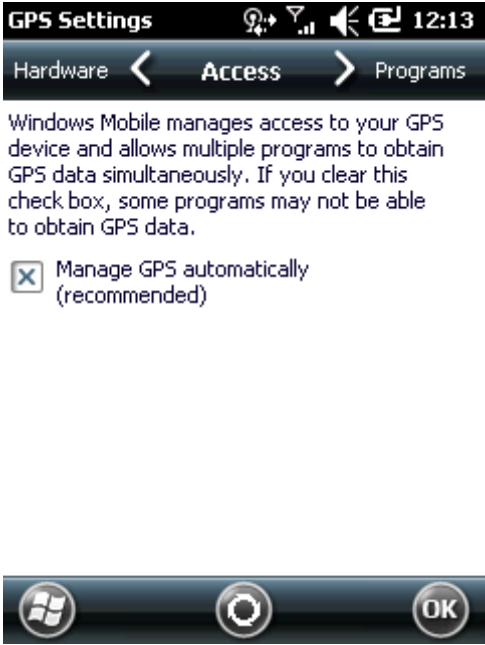 GPS Settings 12:13
Hardware Access Programs
Windows Mobile manages access to your GPS
device and allows multiple programs to obtain
GPS data simultaneously. If you clear this
check box, some programs may not be able
to obtain GPS data.
Manage GPS automatically
(recommended)
OK